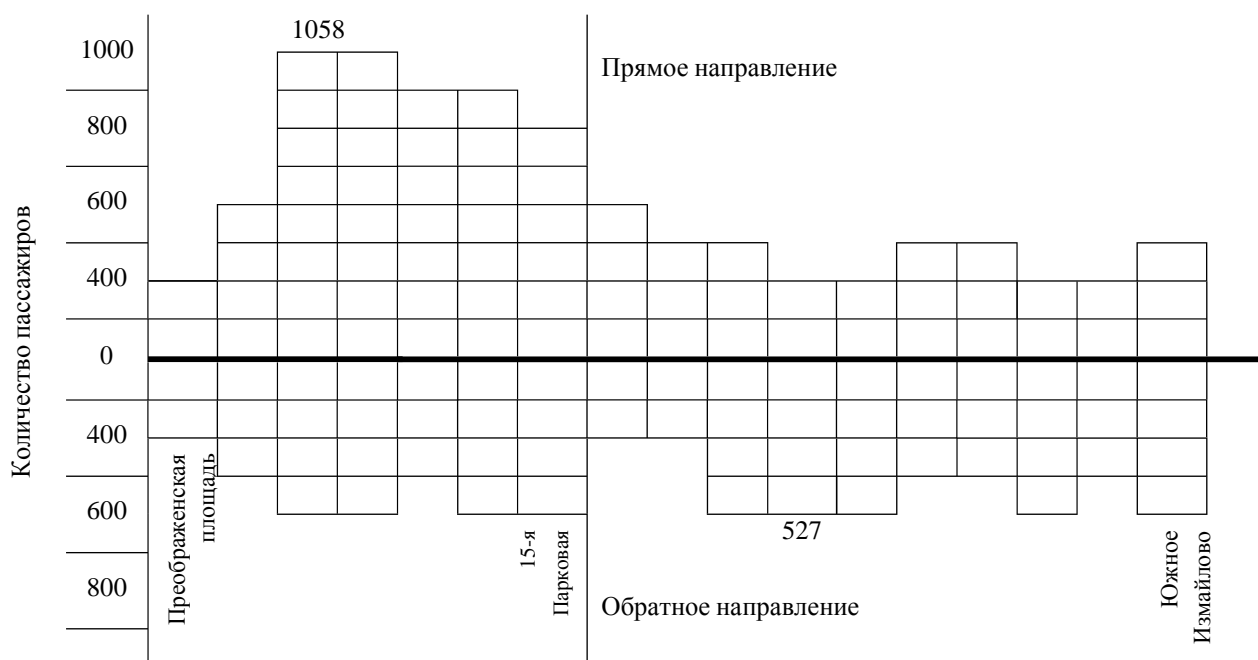 1058
1000
Прямое направление
800
600
400
0
400
600
800
Количество пассажиров
Преображенская
площадь
15-я
Парковая
527
Обратное направление
Южное
Измайлово